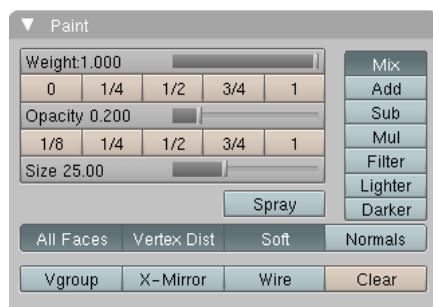 Paint
Weight:1.000
0 1/4 1/2 3/4 1
Opacity 0.200
1/8 1/4 1/2 3/4 1
Size 25.00
Spray
Mix
Add
Sub
Mul
Filter
Lighter
Darker
All Faces Vertex Dist Soft Normals
Vgroup X-Mirror Wire Clear